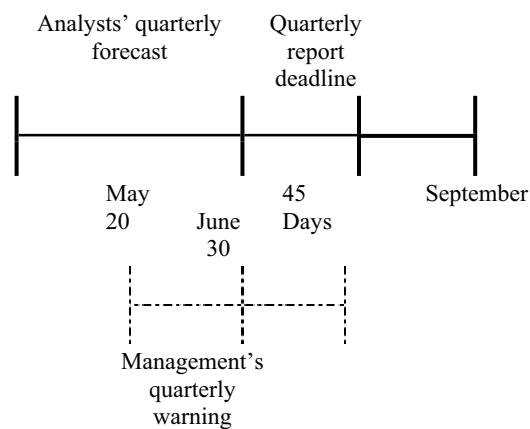 Analysts’ quarterly
forecast
Quarterly
report
deadline
May
20
June
30
45
Days
September
Management’s
quarterly
warning